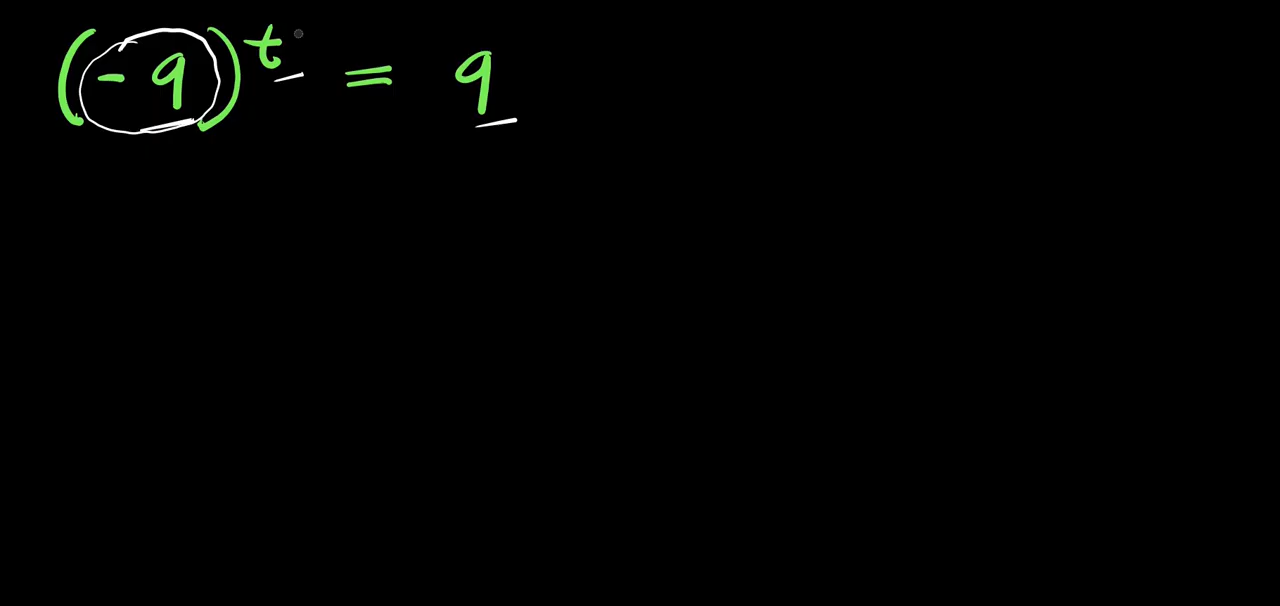 (-9)^t = 9